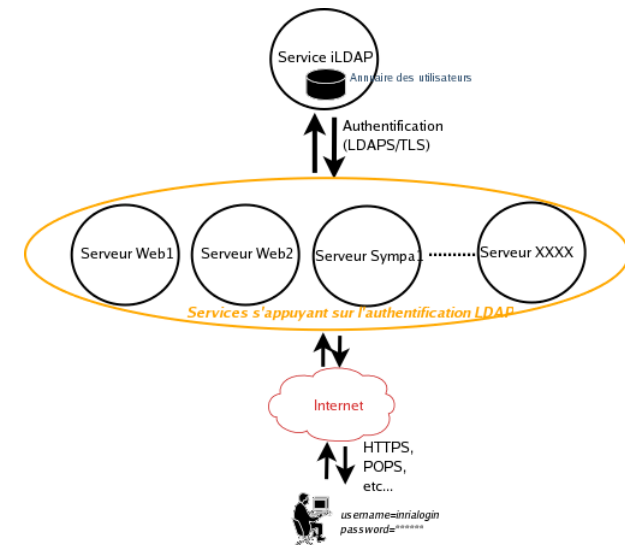 Service iLDAP
Annuaire des utilisateurs
Authentification
(LDAPS/TLS)
Serveur Web1
Serveur Web2
Serveur Sympa1
Serveur XXXX
Services s'appuyant sur l'authentification LDAP
Internet
HTTPS,
POPS,
etc...
username=inrialogin
password=******